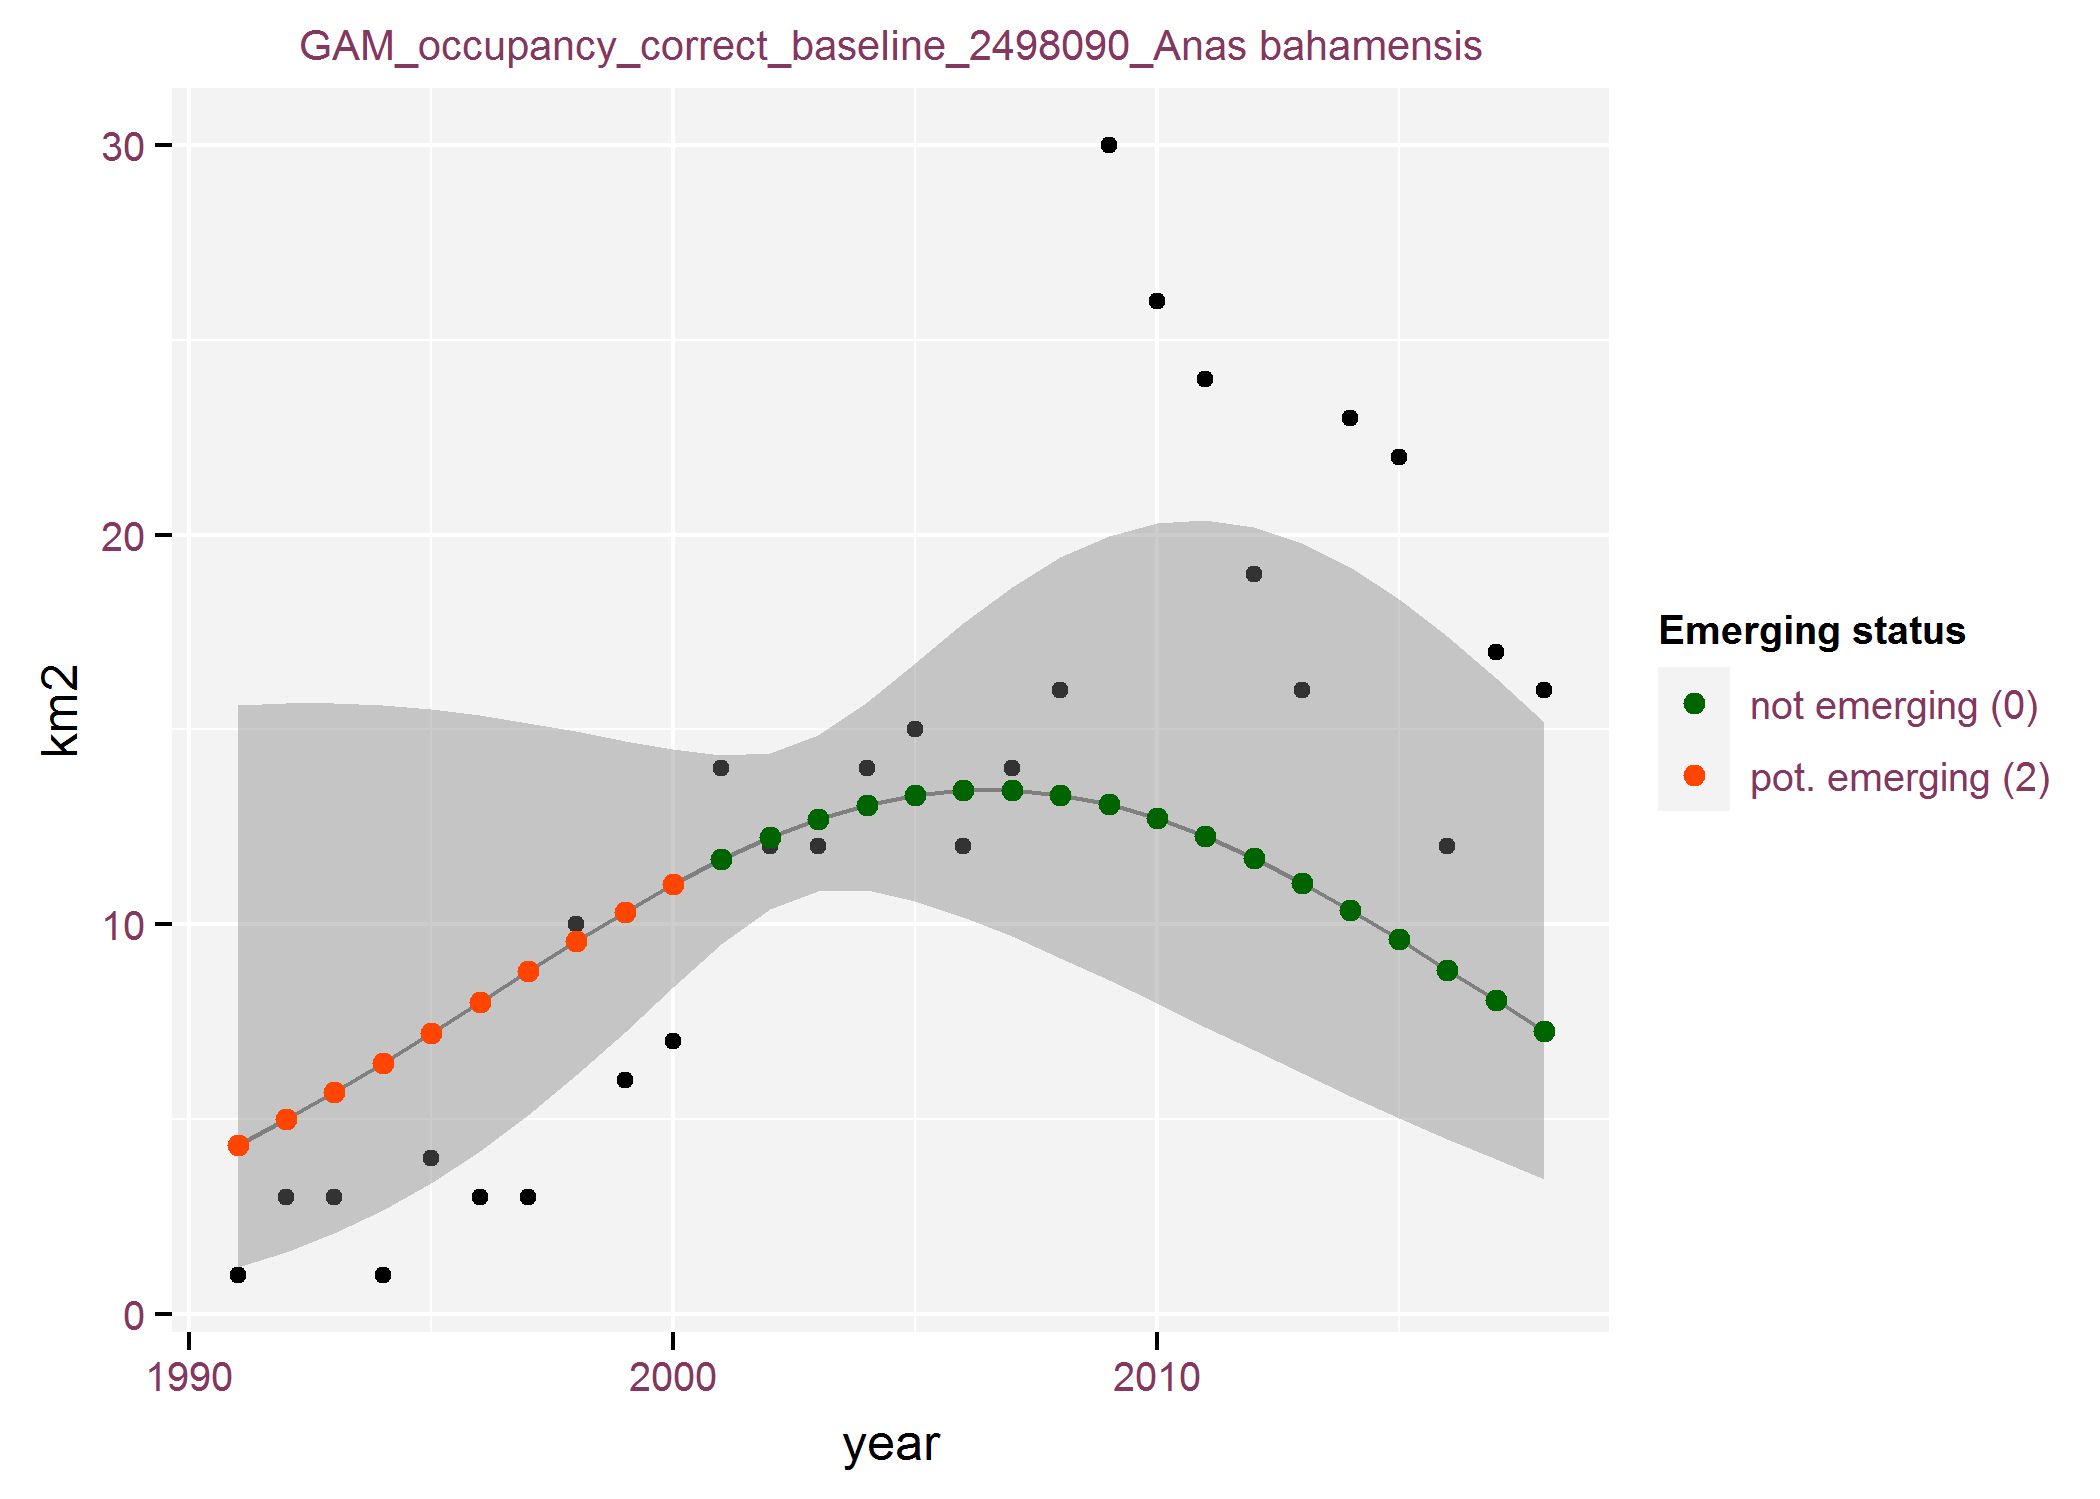 GAM_occupancy_correct_baseline_2498090_Anas bahamensis
30
20
10
0
km2
1990 2000 2010
year
Emerging status
not emerging (0)
pot. emerging (2)